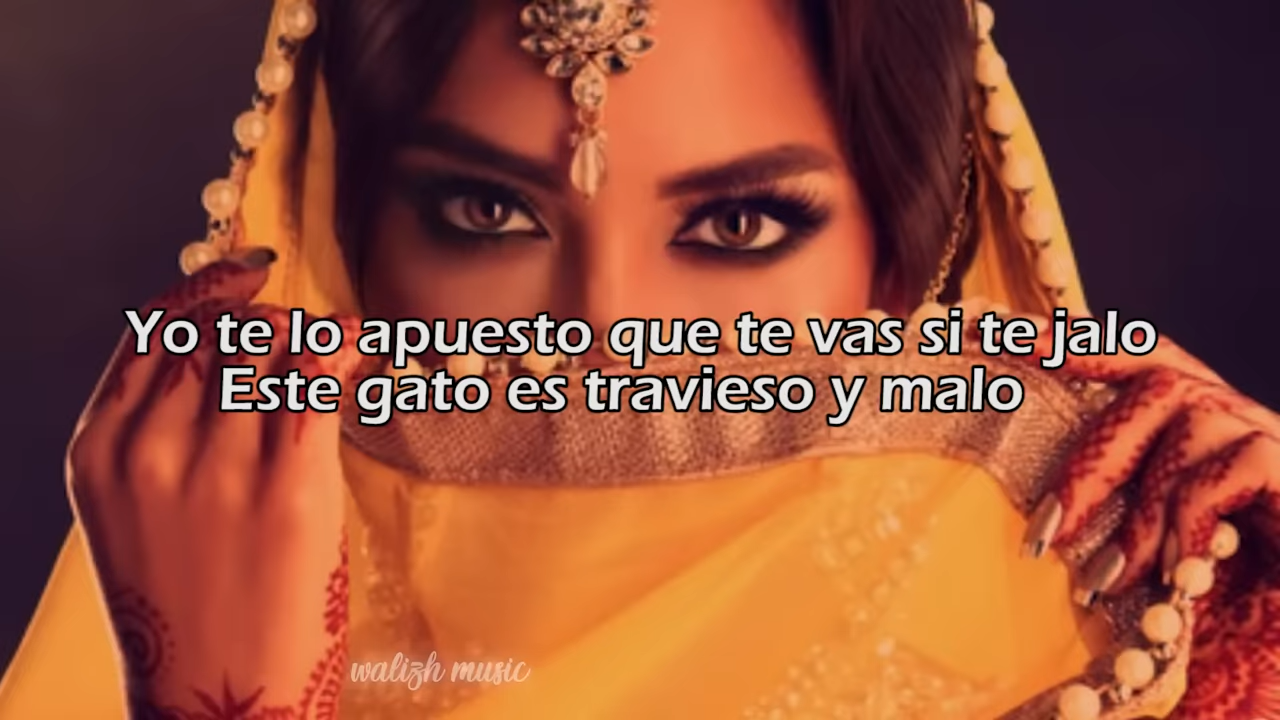 Yo te lo apuesto que te vas si te jalo
Este gato es travieso y malo
walizh music